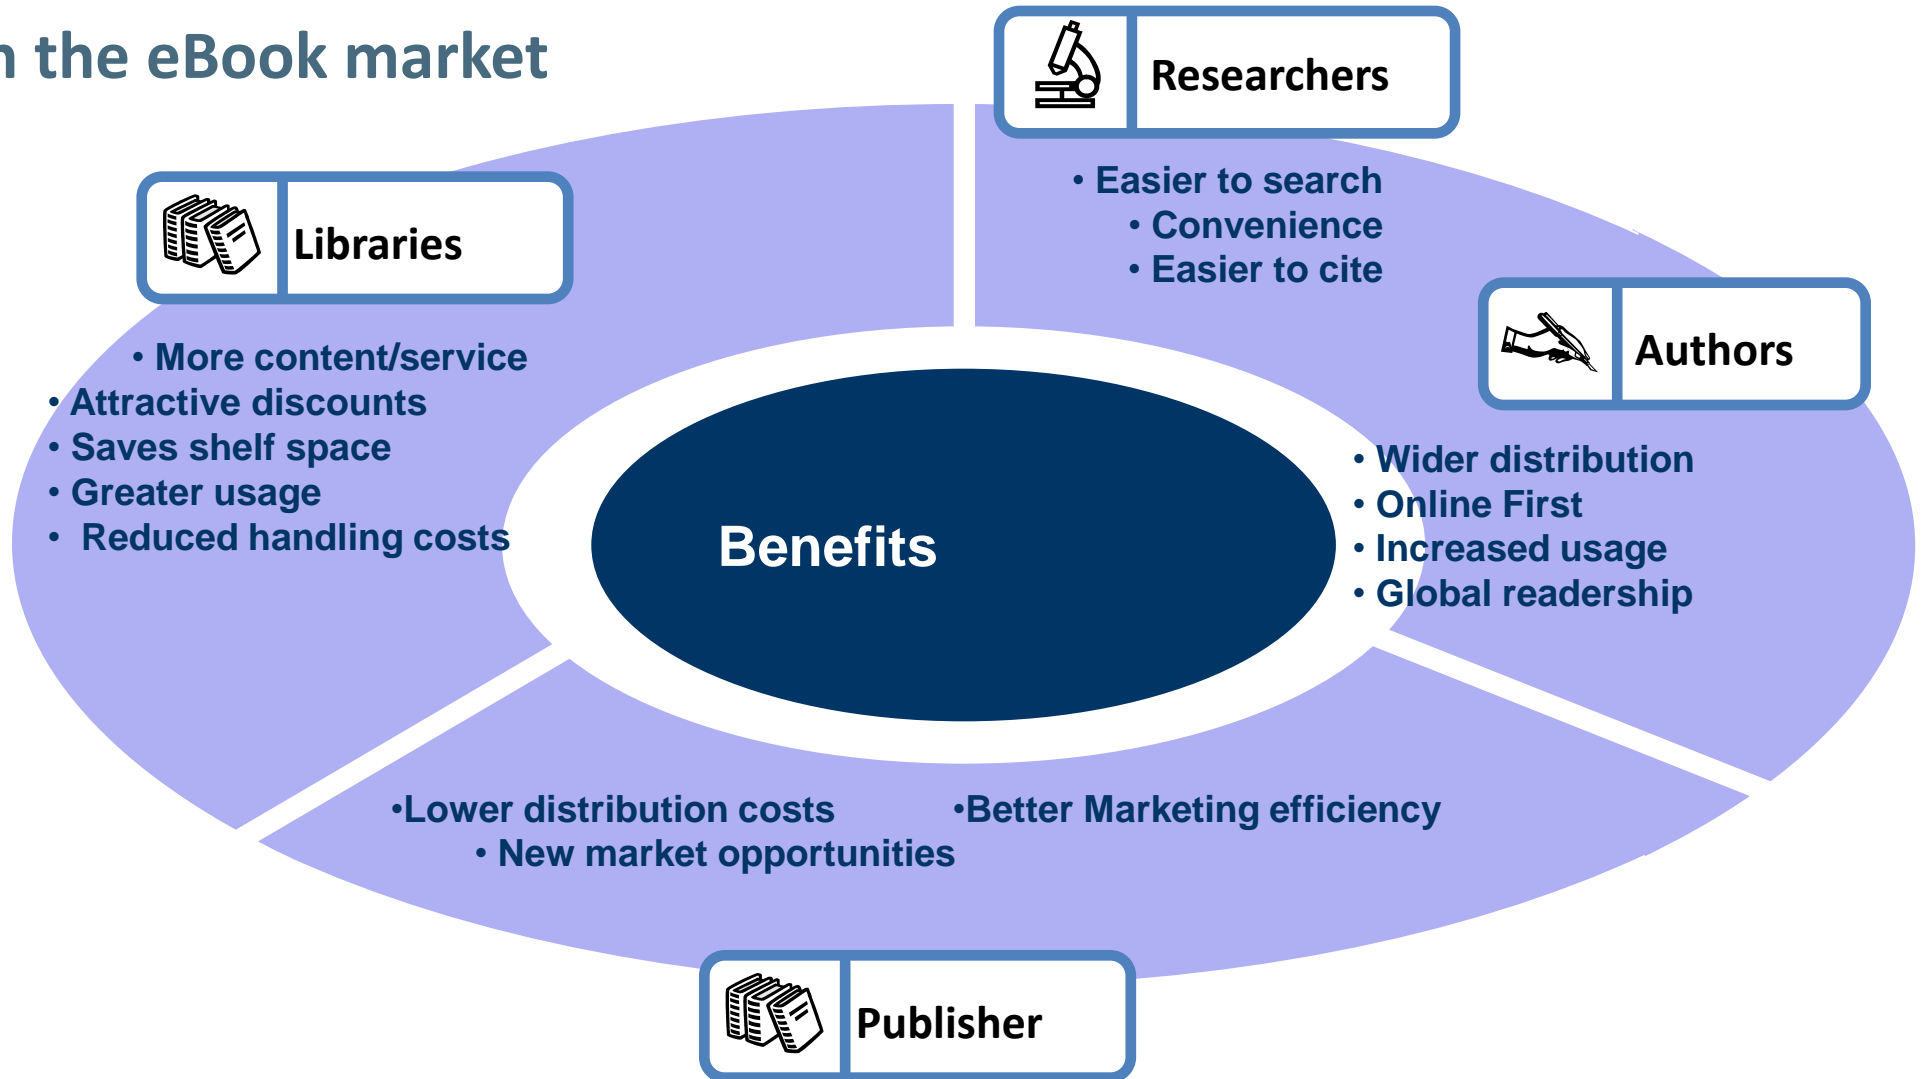 the eBook market
Researchers
• Easier to search
• Convenience
• Easier to cite
Libraries
• More content/service
• Attractive discounts
• Saves shelf space
• Greater usage
• Reduced handling costs
Authors
• Wider distribution
• Online First
• Increased usage
• Global readership
Benefits
•Lower distribution costs
•Better Marketing efficiency
• New market opportunities
Publisher